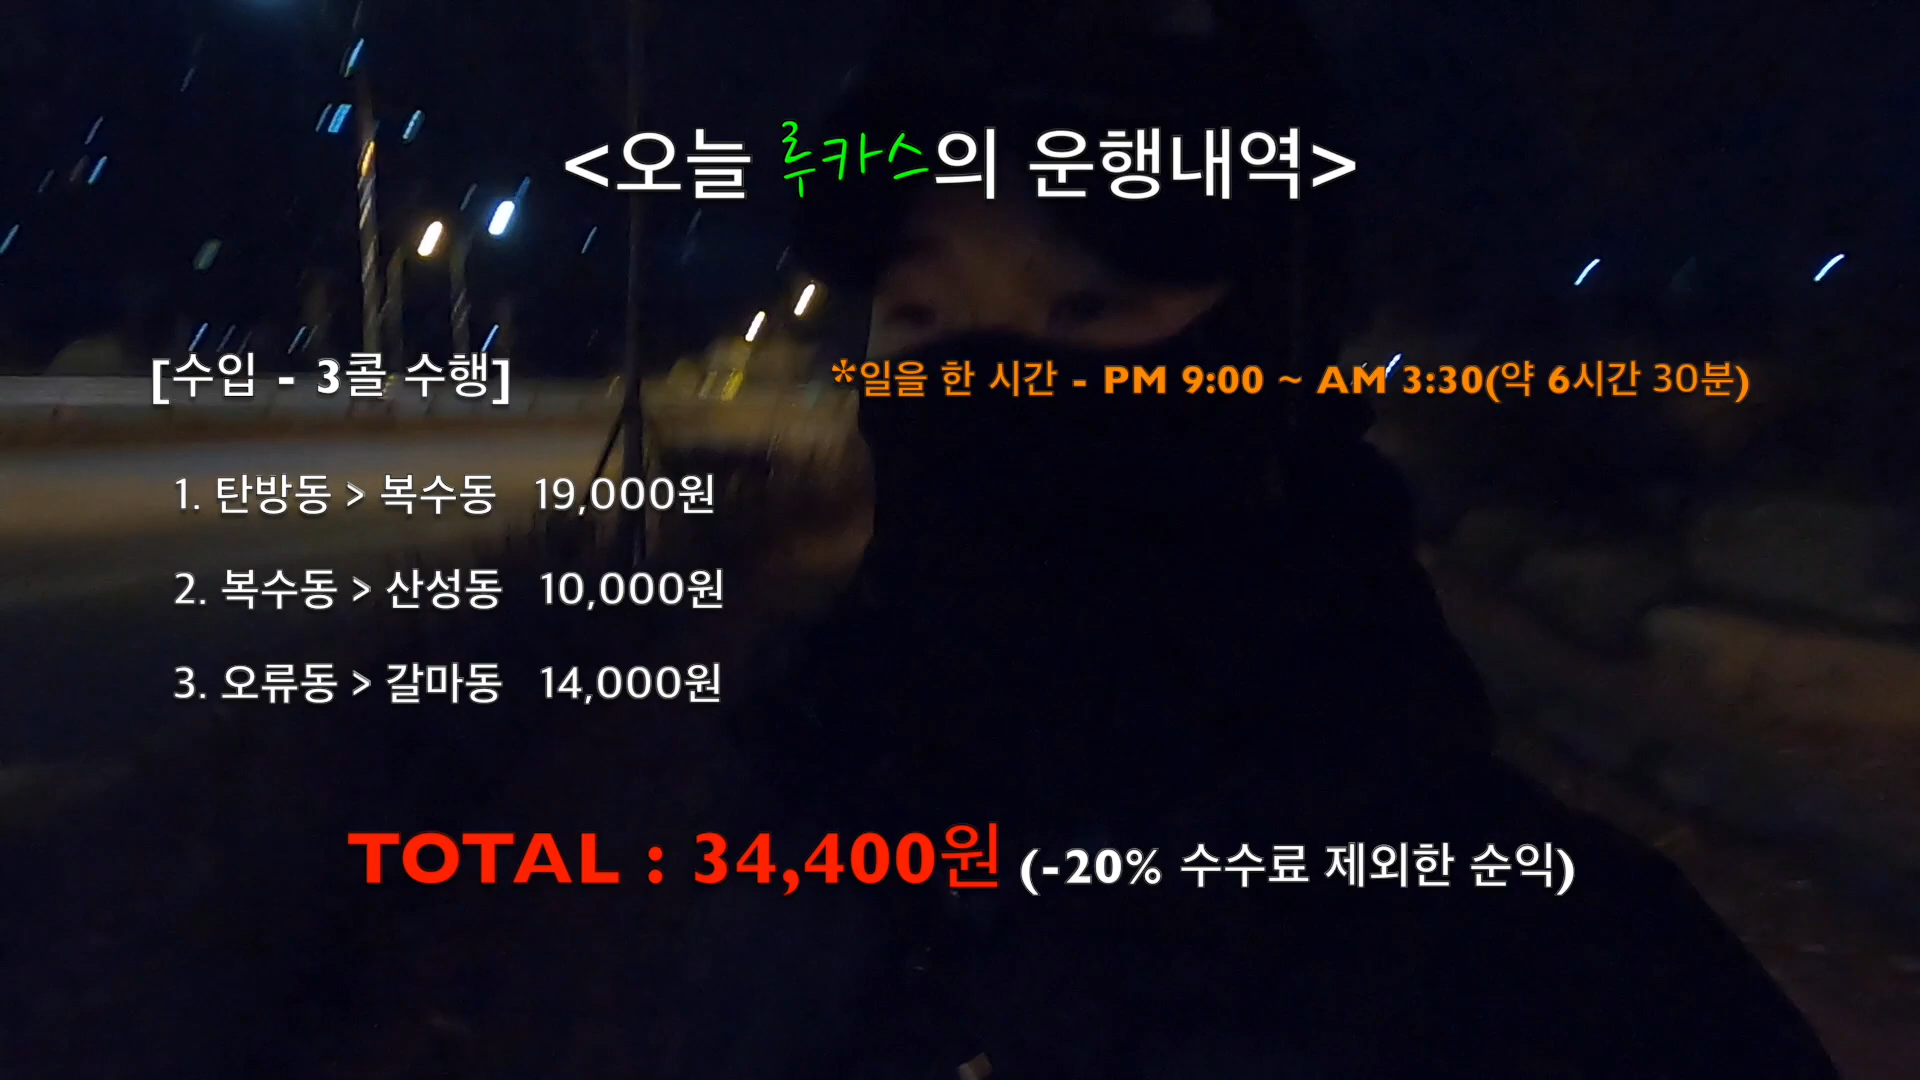 <오늘 루카스의 운행내역>
[수입 - 3콜 수행]
*일을 한 시간 - PM 9:00 ~ AM 3:30(약 6시간 30분)
1. 탄방동 > 복수동 19,000원
2. 복수동 > 산성동 10,000원
3. 오류동 > 갈마동 14,000원
TOTAL : 34,400원 (-20% 수수료 제외한 순익)